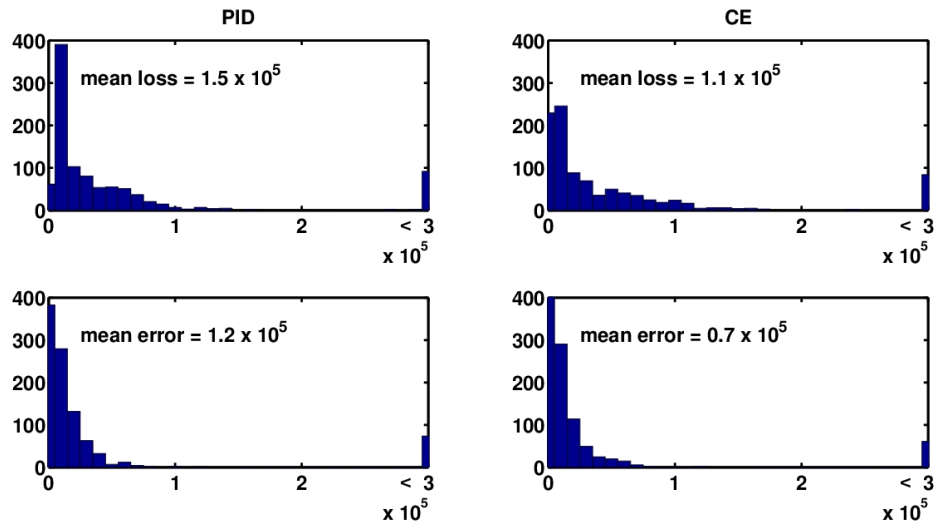 PID
CE
400
300
200
100
0
mean loss = 1.5 x 10^5
0 1 2 < 3
x 10^5
400
300
200
100
0
mean loss = 1.1 x 10^5
0 1 2 < 3
x 10^5
400
300
200
100
0
mean error = 1.2 x 10^5
0 1 2 < 3
x 10^5
400
300
200
100
0
mean error = 0.7 x 10^5
0 1 2 < 3
x 10^5